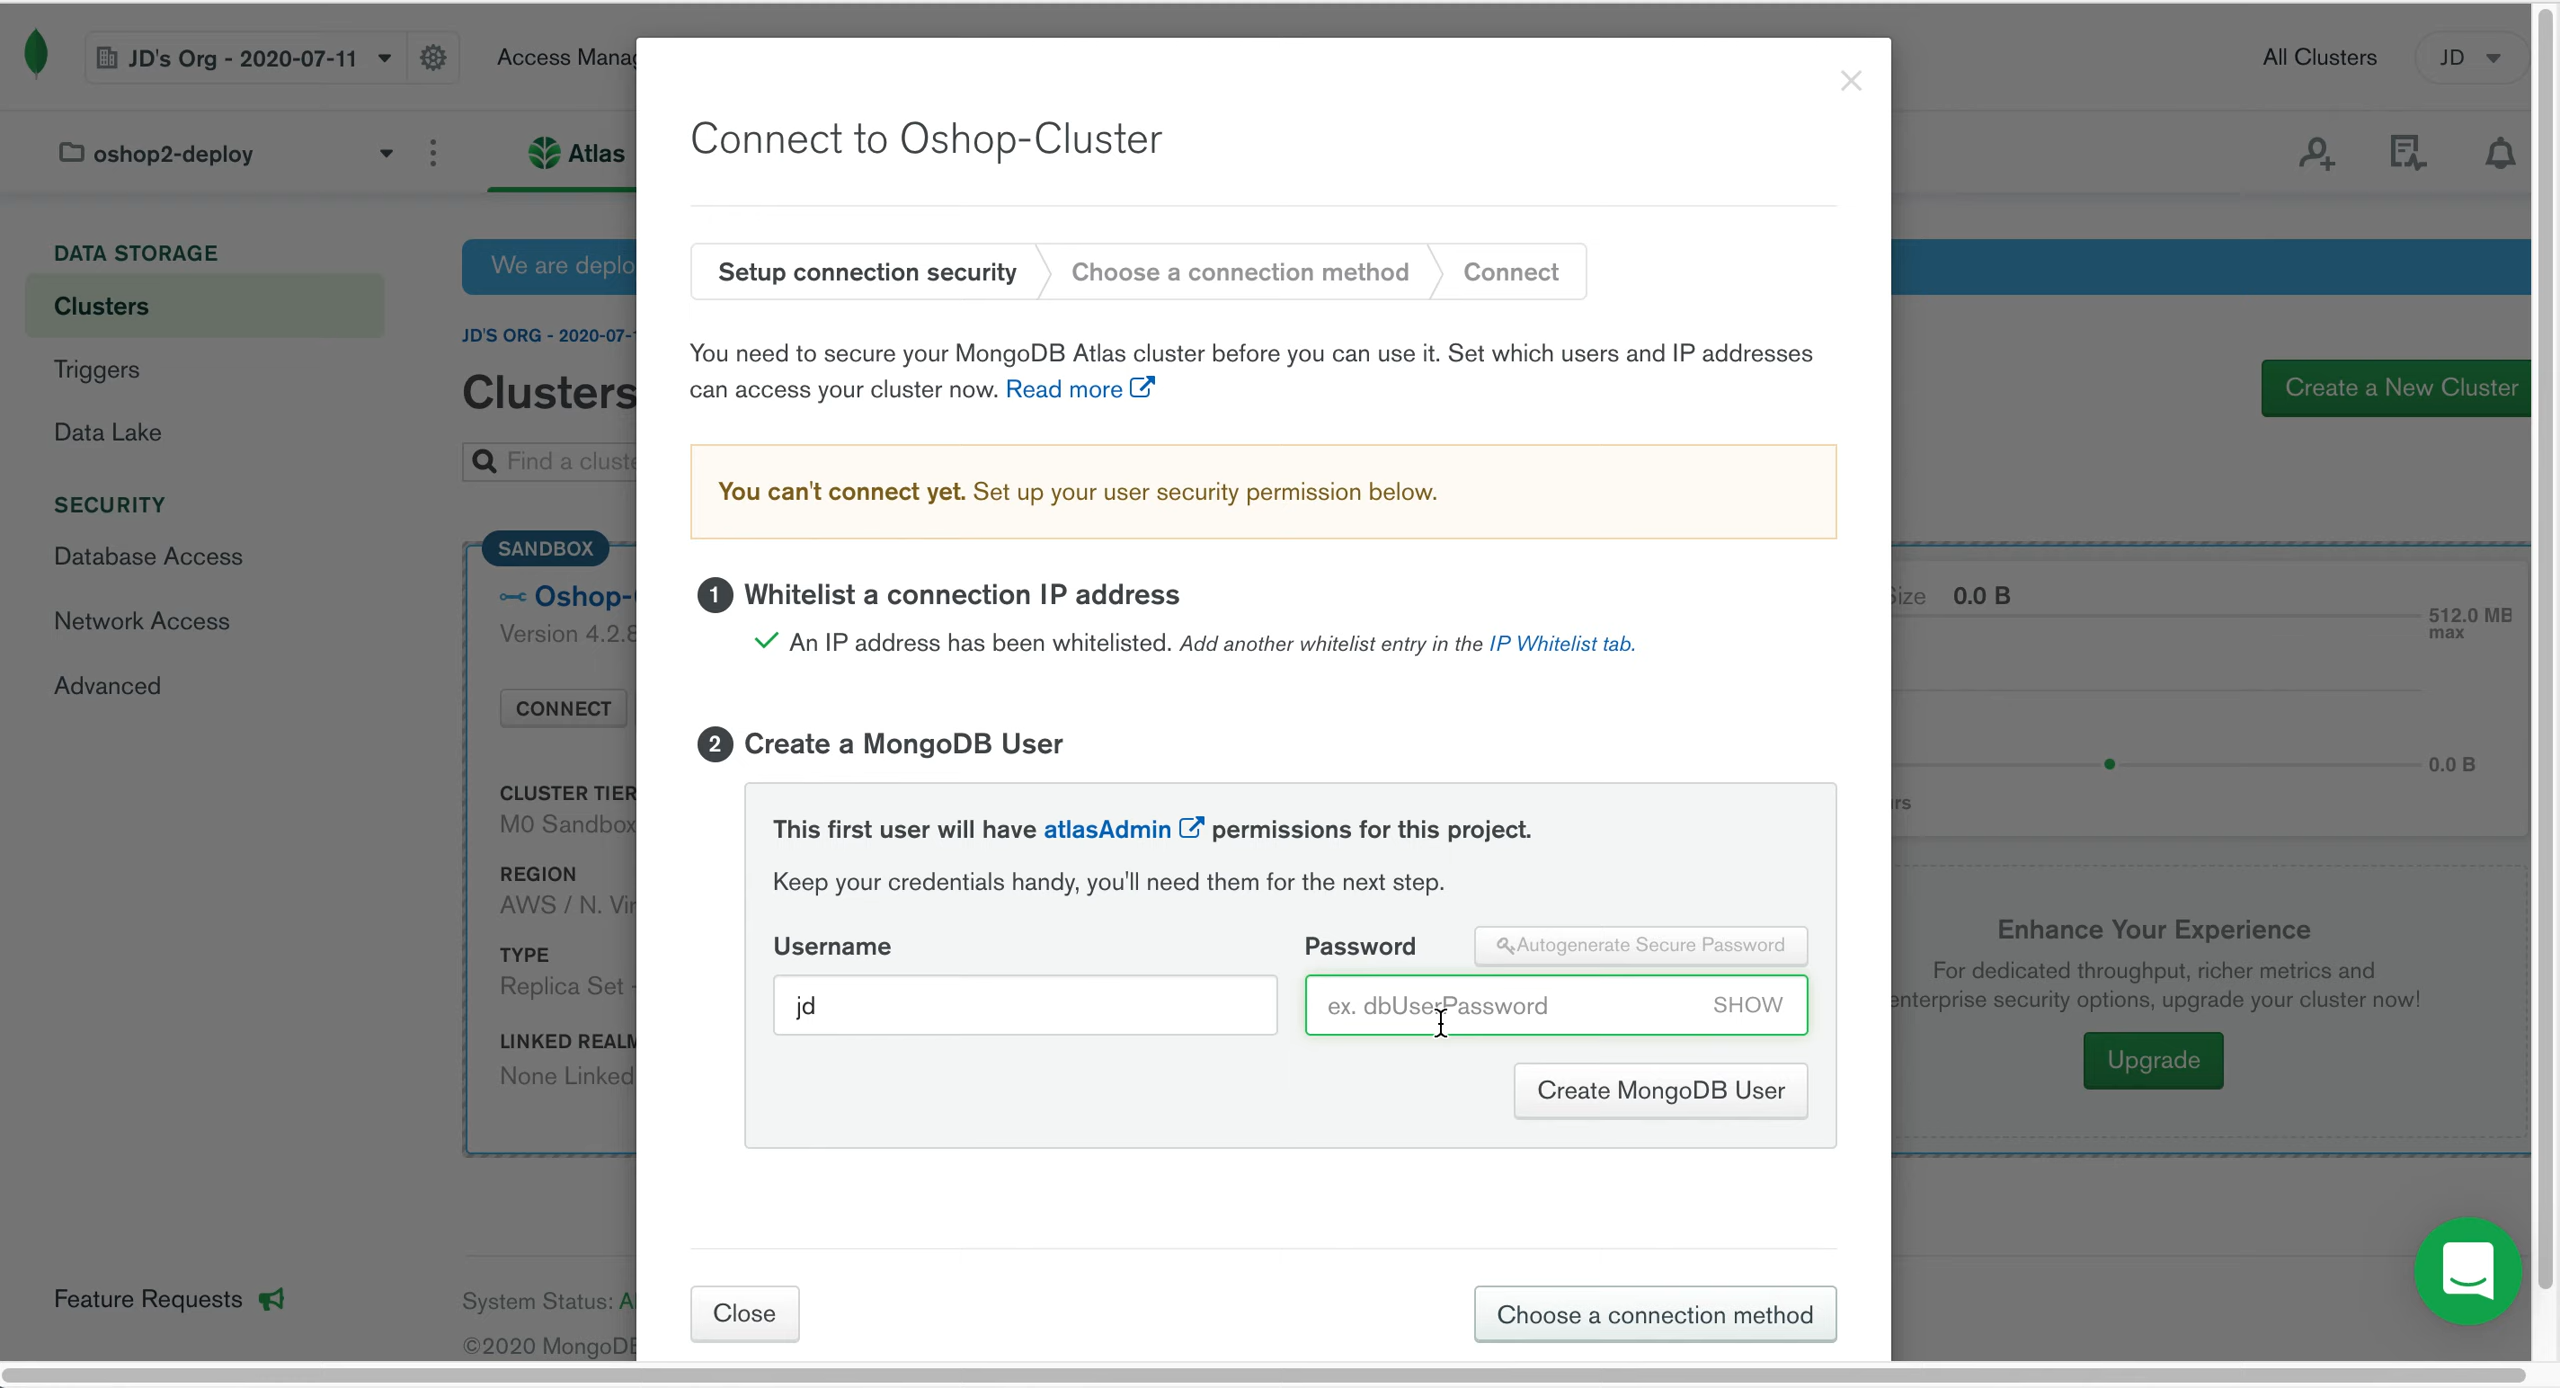 JD's Org - 2020-07-11
Access Manag
All Clusters
JD
oshop2-deploy
Atlas
DATA STORAGE
Clusters
Triggers
Data Lake
SECURITY
Database Access
Network Access
Advanced
Feature Requests
We are deplo
JD'S ORG - 2020-07-1
Clusters
Find a cluste
Create a New Cluster
SANDBOX
Oshop-
Version 4.2.8
CONNECT
CLUSTER TIER
M0 Sandbox
REGION
AWS / N. Vir
TYPE
Replica Set -
LINKED REALM
None Linked
System Status: Al
©2020 MongoDB
Connect to Oshop-Cluster
Setup connection security
Choose a connection method
Connect
You need to secure your MongoDB Atlas cluster before you can use it. Set which users and IP addresses
can access your cluster now. Read more
You can't connect yet. Set up your user security permission below.
1 Whitelist a connection IP address
An IP address has been whitelisted. Add another whitelist entry in the IP Whitelist tab.
2 Create a MongoDB User
This first user will have atlasAdmin permissions for this project.
Keep your credentials handy, you'll need them for the next step.
Username
Password
Autogenerate Secure Password
jd
ex. dbUserPassword
SHOW
Create MongoDB User
Close
Choose a connection method
Size 0.0 B
512.0 MB
max
0.0 B
rs
Enhance Your Experience
For dedicated throughput, richer metrics and
enterprise security options, upgrade your cluster now!
Upgrade